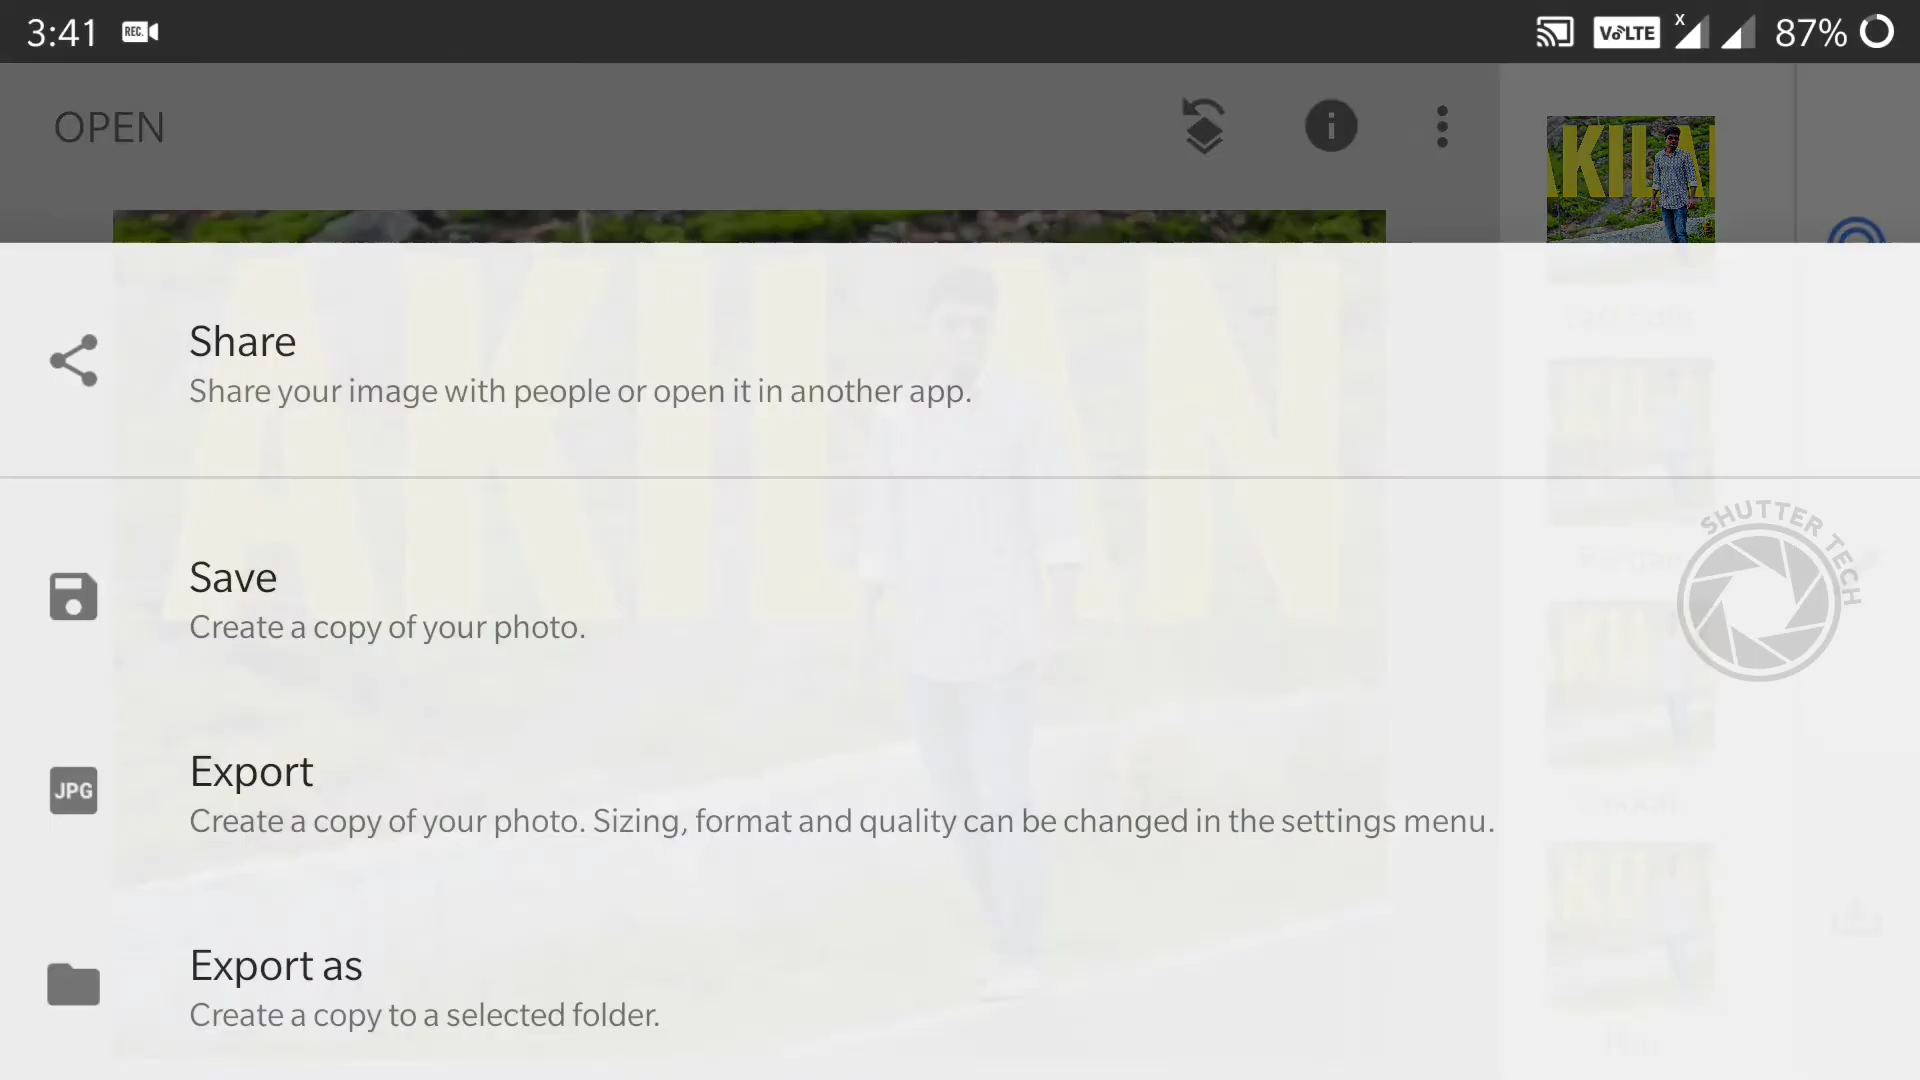 3:41 REC. VoLTE X 87%
OPEN
AKILAN
Share
Share your image with people or open it in another app.
Save
Create a copy of your photo.
SHUTTER TECH
JPG
Export
Create a copy of your photo. Sizing, format and quality can be changed in the settings menu.
Export as
Create a copy to a selected folder.